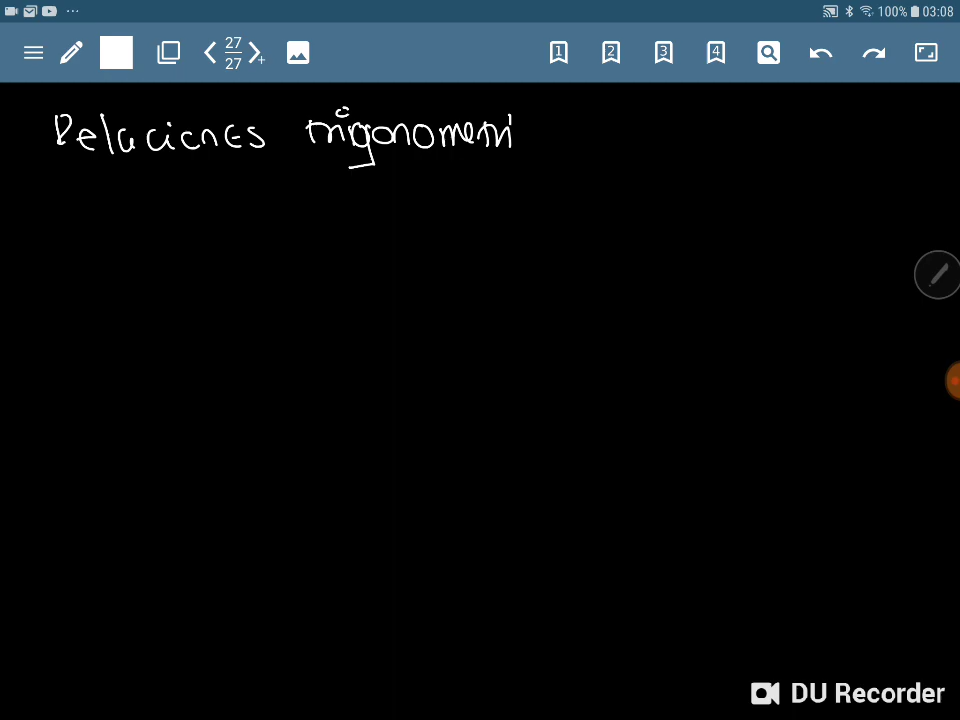 100% 03:08
27
27
1 2 3 4
Relaciones trigonometri
DU Recorder